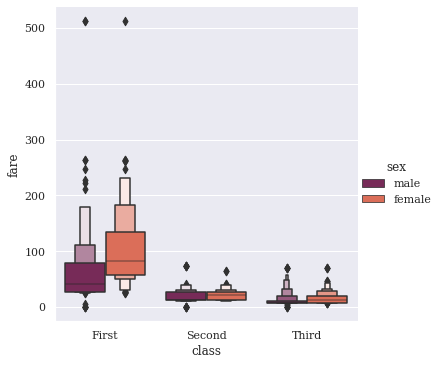 500
400
300
200
100
0
fare
First
Second
Third
class
sex
male
female